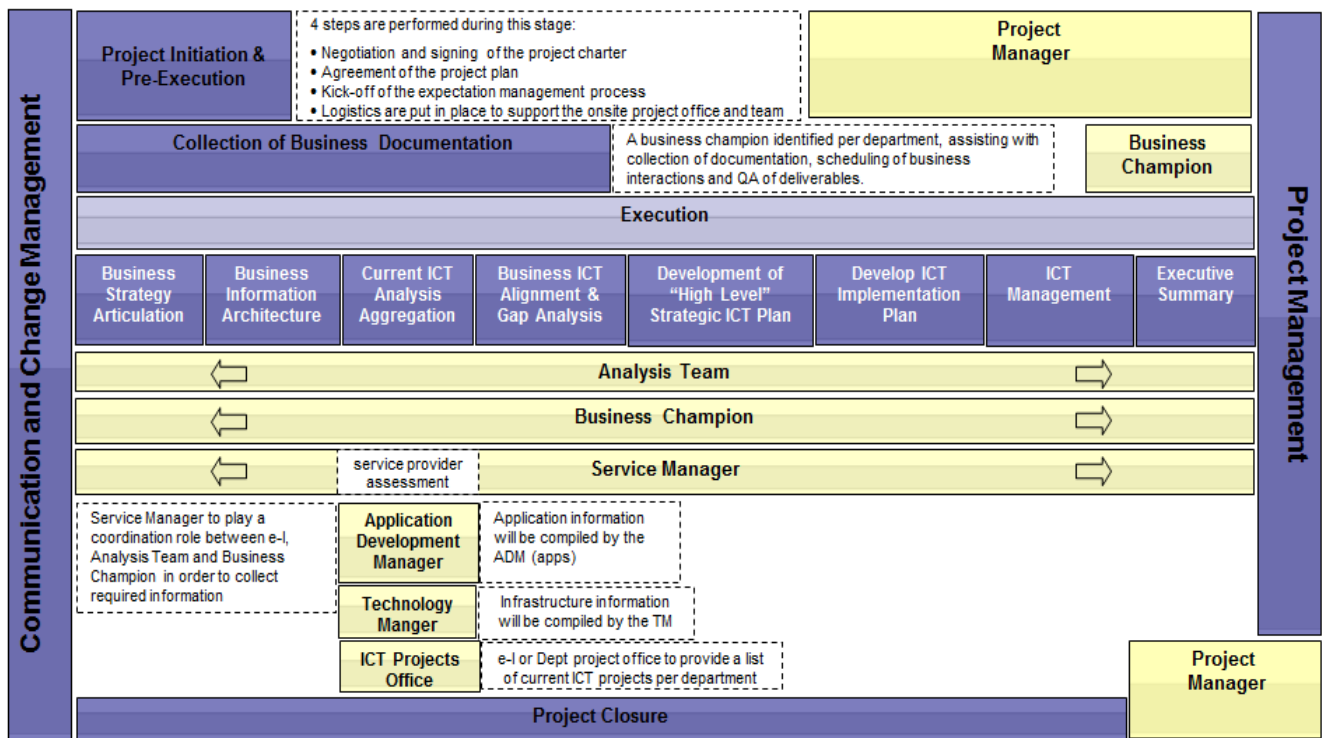 Communication and Change Management
Project Initiation &
Pre-Execution
4 steps are performed during this stage:
• Negotiation and signing of the project charter
• Agreement of the project plan
• Kick-off of the expectation management process
• Logistics are put in place to support the onsite project office and team
Project
Manager
Project Management
Collection of Business Documentation
A business champion identified per department, assisting with
collection of documentation, scheduling of business
interactions and QA of deliverables.
Business
Champion
Execution
Business
Strategy
Articulation
Business
Information
Architecture
Current ICT
Analysis
Aggregation
Business ICT
Alignment &
Gap Analysis
Development of
“High Level”
Strategic ICT Plan
Develop ICT
Implementation
Plan
ICT
Management
Executive
Summary
Analysis Team
Business Champion
service provider
assessment
Service Manager
Service Manager to play a
coordination role between e-I,
Analysis Team and Business
Champion in order to collect
required information
Application
Development
Manager
Application information
will be compiled by the
ADM (apps)
Technology
Manger
Infrastructure information
will be compiled by the TM
ICT Projects
Office
e-I or Dept project office to provide a list
of current ICT projects per department
Project
Manager
Project Closure